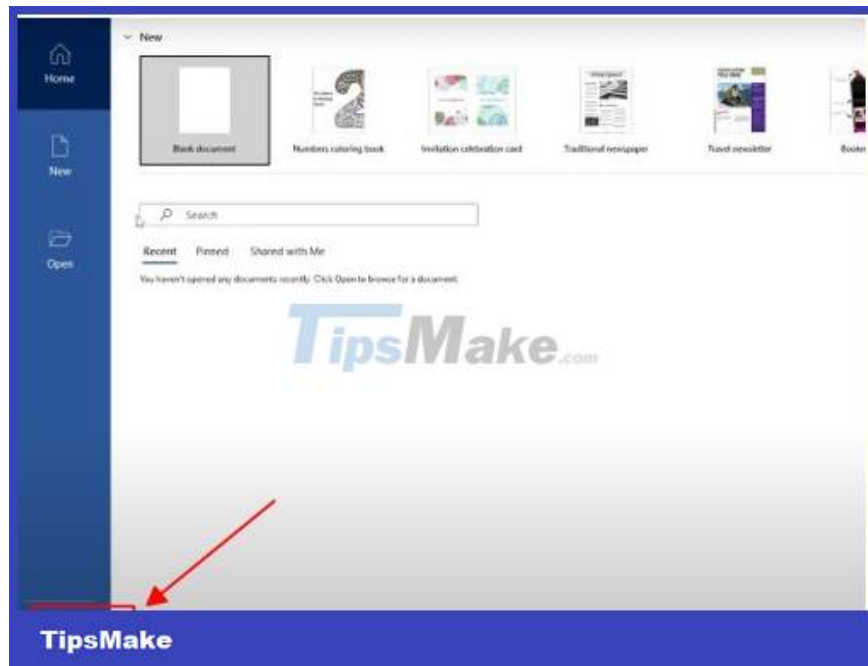 New
Home
New
Open
Blank document
Numbers coloring book
Invitation celebration card
Traditional newspaper
Travel newsletter
Search
Recent Pinned Shared with Me
You haven't opened any documents recently. Click Open to browse for a document.
TipsMake.com
TipsMake